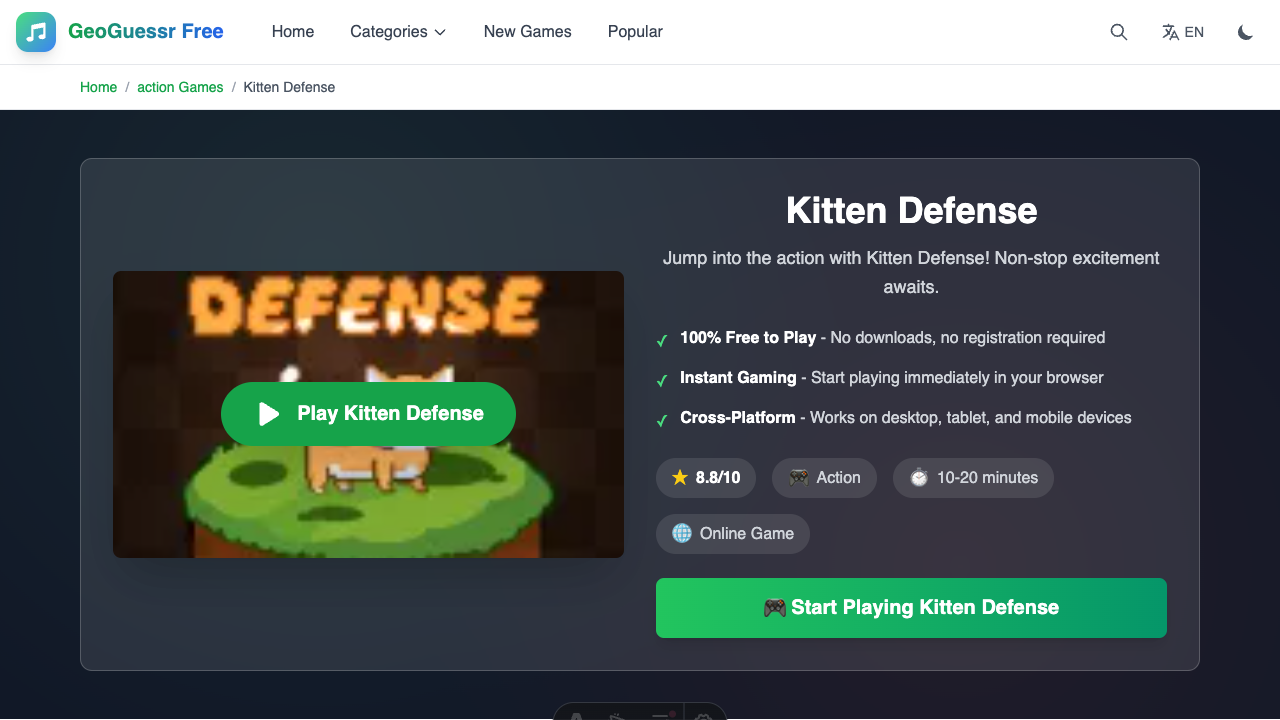 GeoGuessr Free
Home
Categories
New Games
Popular
EN
Home / action Games / Kitten Defense
DEFENSE
Play Kitten Defense
Kitten Defense
Jump into the action with Kitten Defense! Non-stop excitement
awaits.
100% Free to Play - No downloads, no registration required
Instant Gaming - Start playing immediately in your browser
Cross-Platform - Works on desktop, tablet, and mobile devices
8.8/10
Action
10-20 minutes
Online Game
Start Playing Kitten Defense